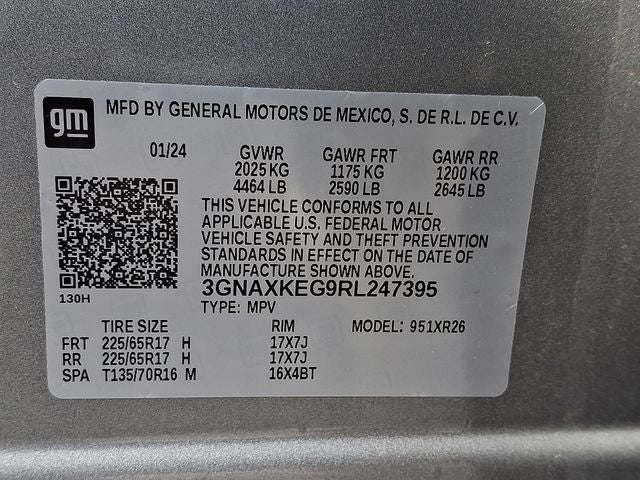 gm MFD BY GENERAL MOTORS DE MEXICO, S. DE R.L. DE C.V.
01/24 GVWR GAWR FRT GAWR RR
2025 KG 1175 KG 1200 KG
4464 LB 2590 LB 2645 LB
THIS VEHICLE CONFORMS TO ALL
APPLICABLE U.S. FEDERAL MOTOR
VEHICLE SAFETY AND THEFT PREVENTION
STANDARDS IN EFFECT ON THE DATE OF
MANUFACTURE SHOWN ABOVE.
3GNAXKEG9RL247395
130H
TYPE: MPV
TIRE SIZE RIM MODEL: 951XR26
FRT 225/65R17 H 17X7J
RR 225/65R17 H 17X7J
SPA T135/70R16 M 16X4BT